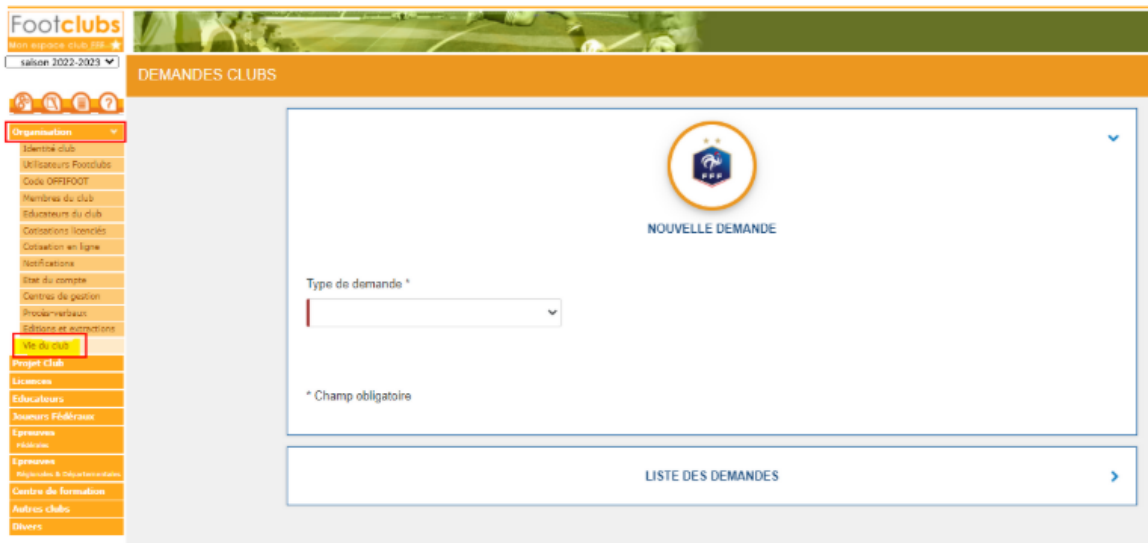 Footclubs
Mon espace club FFF
saison 2022-2023
DEMANDES CLUBS
Organisation
Identité club
Utilisateurs Footclubs
Code OFFIFOOT
Membres du club
Educateurs du club
Cotisations licenciés
Cotisation en ligne
Notifications
Etat du compte
Centres de gestion
Procès-verbaux
Editions et extractions
Vie du club
Projet Club
Licences
Educateurs
Joueurs Fédéraux
Epreuves
Fédérales
Epreuves
Régionales & Départementales
Centre de formation
Autres clubs
Divers
FFF
NOUVELLE DEMANDE
Type de demande *
* Champ obligatoire
LISTE DES DEMANDES